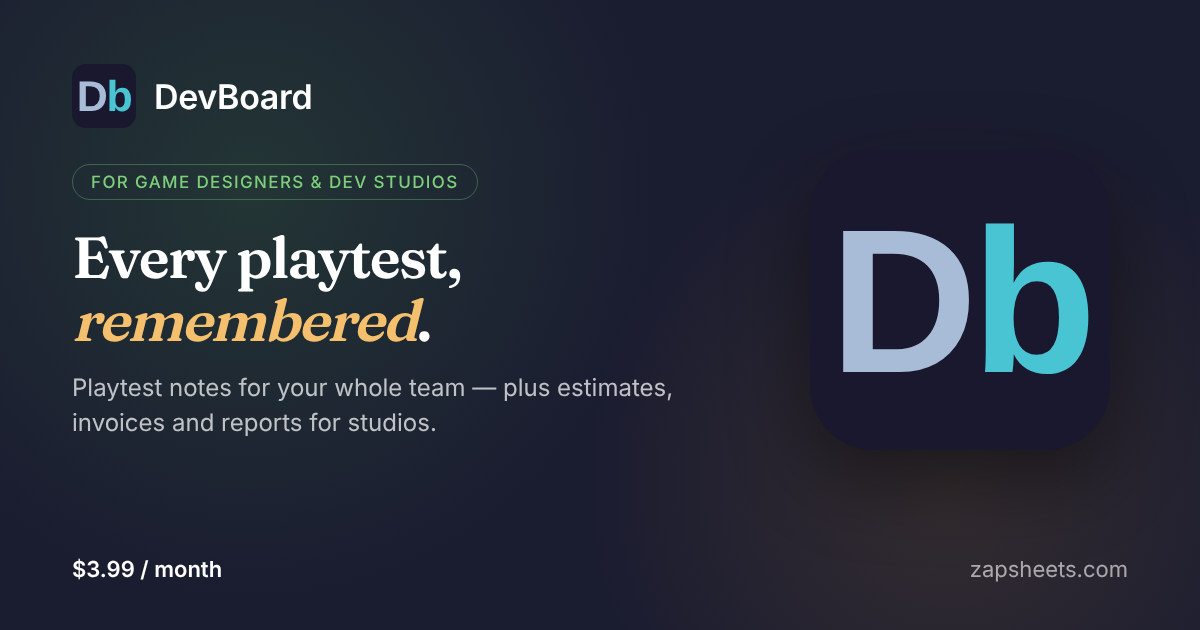 Db DevBoard
FOR GAME DESIGNERS & DEV STUDIOS
Every playtest,
remembered.
Playtest notes for your whole team — plus estimates,
invoices and reports for studios.
Db
$3.99 / month
zapsheets.com